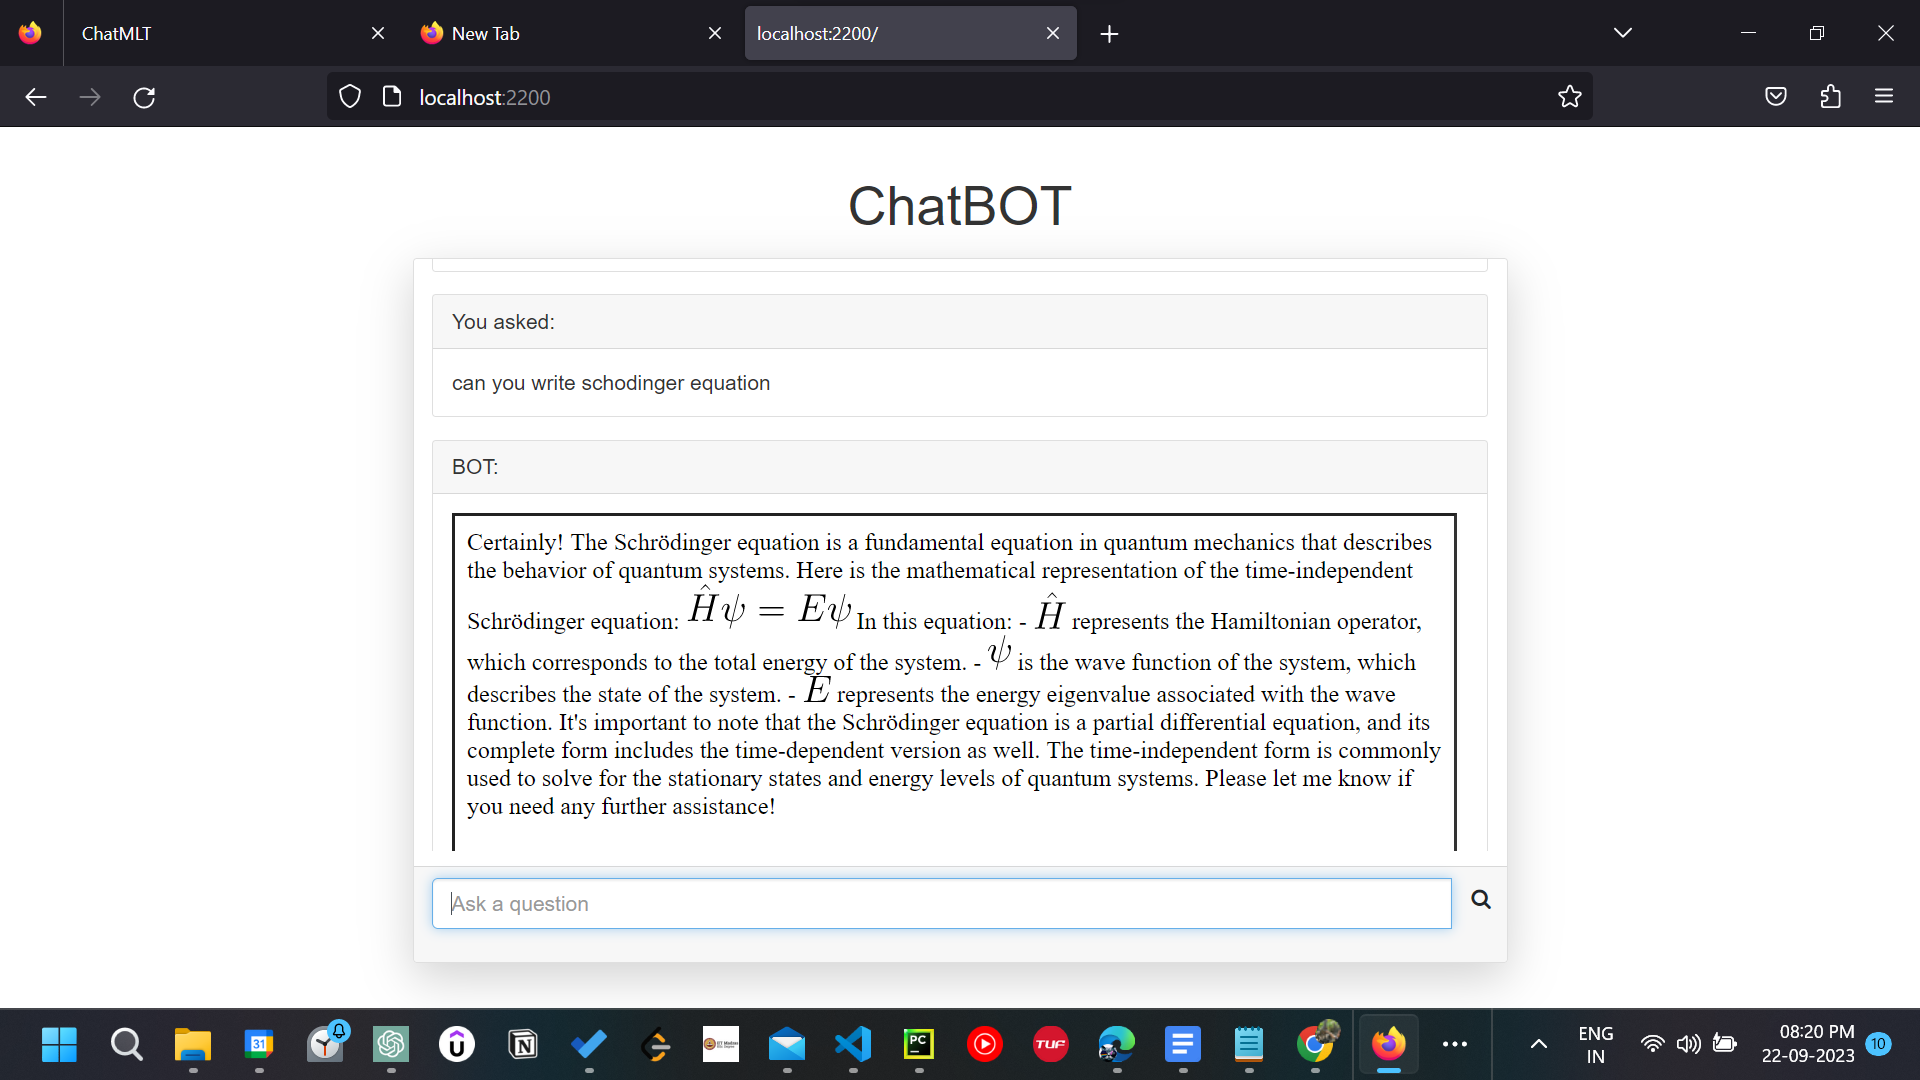 ChatMLT
New Tab
localhost:2200/
localhost:2200
ChatBOT
You asked:
can you write schodinger equation
BOT:
Certainly! The Schrödinger equation is a fundamental equation in quantum mechanics that describes
the behavior of quantum systems. Here is the mathematical representation of the time-independent
Schrödinger equation: Ĥψ = Eψ In this equation: - Ĥ represents the Hamiltonian operator,
which corresponds to the total energy of the system. - ψ is the wave function of the system, which
describes the state of the system. - E represents the energy eigenvalue associated with the wave
function. It's important to note that the Schrödinger equation is a partial differential equation, and its
complete form includes the time-dependent version as well. The time-independent form is commonly
used to solve for the stationary states and energy levels of quantum systems. Please let me know if
you need any further assistance!
Ask a question
31
PC
TUF
ENG
IN
08:20 PM
22-09-2023
10